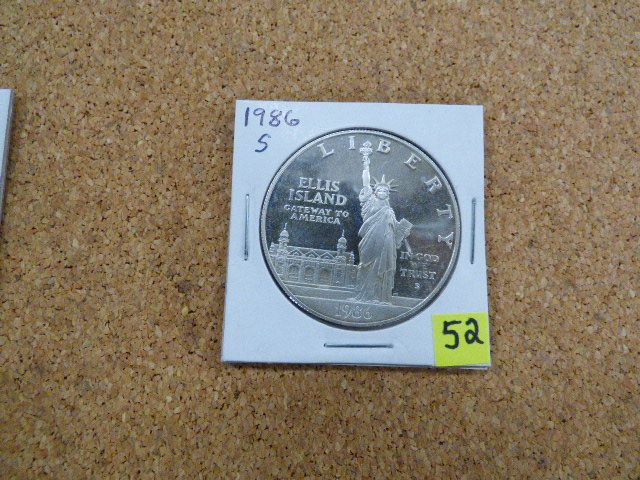 1986
S
LIBERTY
ELLIS
ISLAND
GATEWAY TO
AMERICA
IN GOD
WE
TRUST
S
1986
52